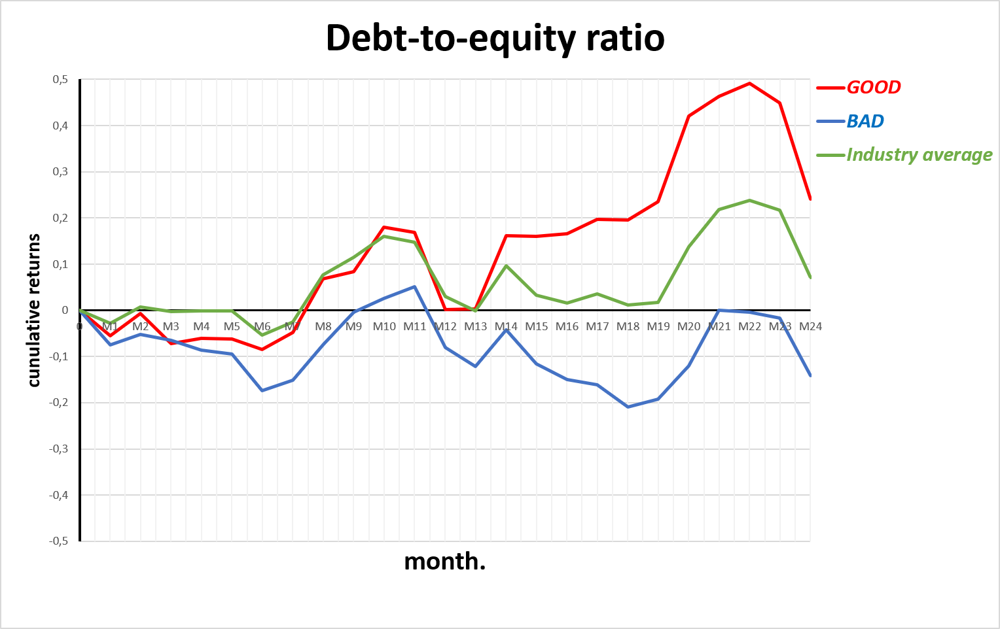 Debt-to-equity ratio
0,5
0,4
0,3
0,2
0,1
0
-0,1
-0,2
-0,3
-0,4
-0,5
cunulative returns
0 M1 M2 M3 M4 M5 M6 M7 M8 M9 M10 M11 M12 M13 M14 M15 M16 M17 M18 M19 M20 M21 M22 M23 M24
month.
GOOD
BAD
Industry average